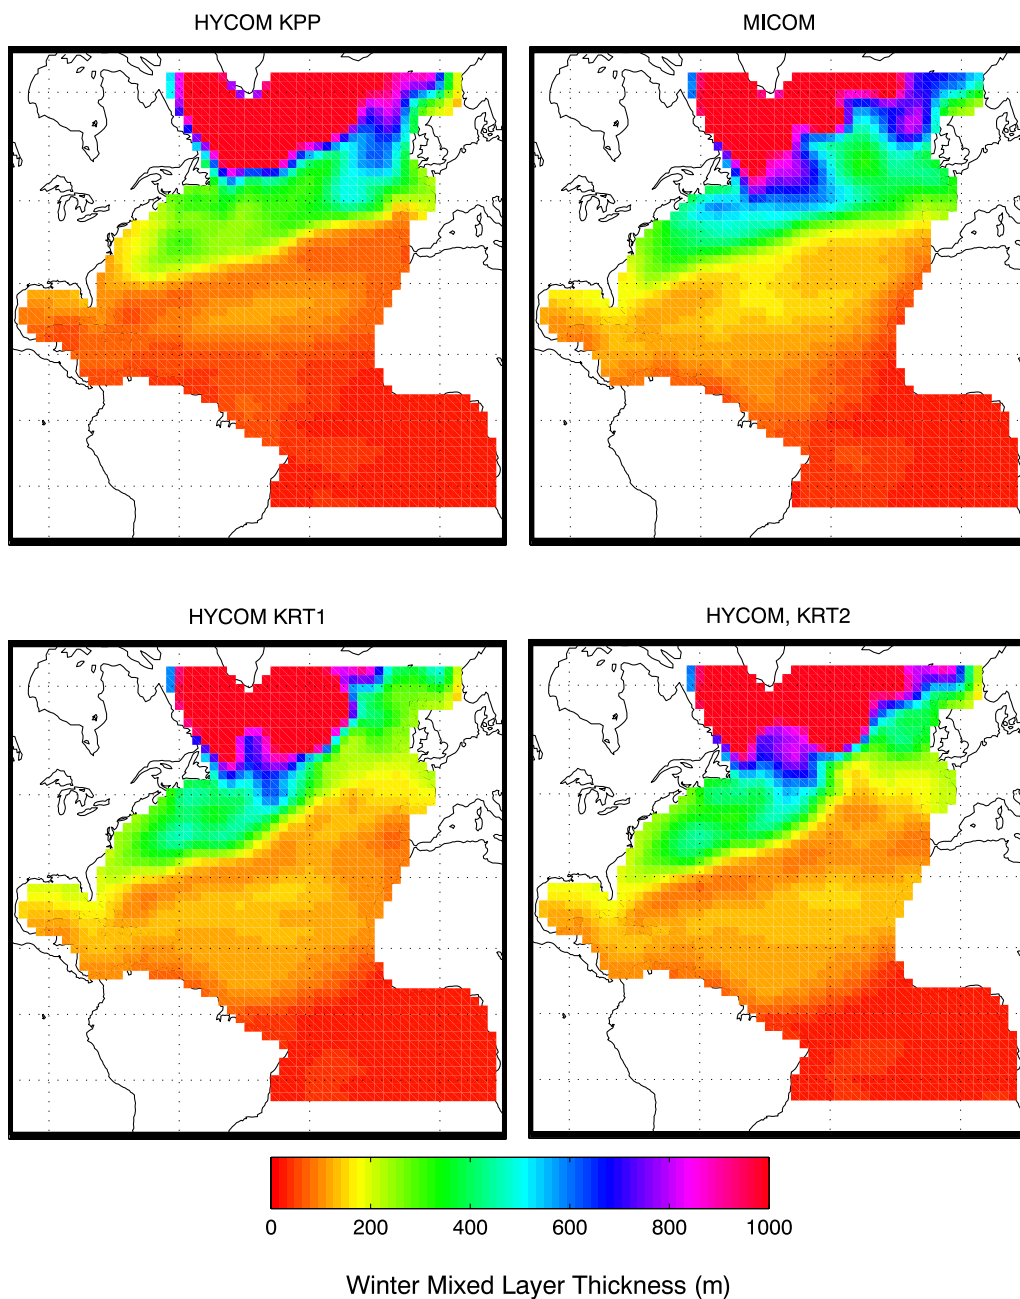 HYCOM KPP
MICOM
HYCOM KRT1
HYCOM, KRT2
0 200 400 600 800 1000
Winter Mixed Layer Thickness (m)